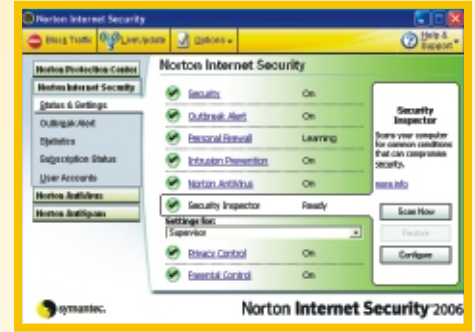 Norton Internet Security
Block Traffic LiveUpdate Options Help & Support
Norton Protection Center
Norton Internet Security
Status & Settings
Outbreak Alert
Statistics
Subscription Status
User Accounts
Norton AntiVirus
Norton AntiSpam
Norton Internet Security
Security On
Outbreak Alert On
Personal Firewall Learning
Intrusion Prevention On
Norton AntiVirus On
Security Inspector Ready
Settings for:
Supervisor
Privacy Control On
Parental Control On
Security
Inspector
Scans your computer
for common conditions
that can compromise
security.
more info
Scan Now
Restore
Configure
symantec.
Norton Internet Security 2006